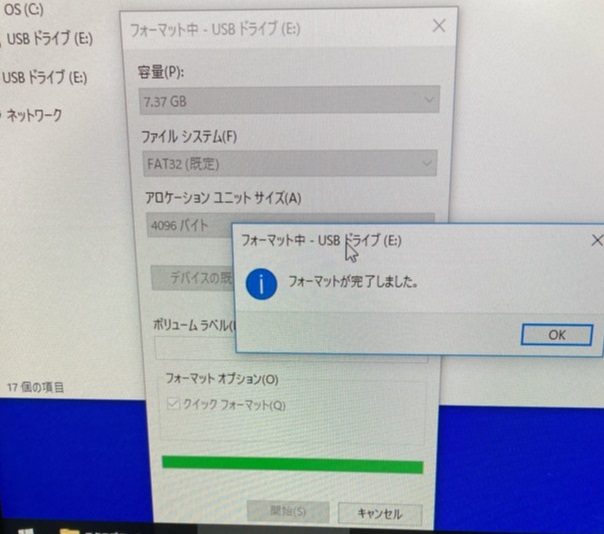 OS (C:)
USB ドライブ (E:)
USB ドライブ (E:)
ネットワーク
17 個の項目
フォーマット中 - USB ドライブ (E:)
容量(P):
7.37 GB
ファイル システム(F)
FAT32 (既定)
アロケーション ユニット サイズ(A)
4096 バイト
デバイスの既
ボリューム ラベル(
フォーマット オプション(O)
クイック フォーマット(Q)
開始(S)
キャンセル
フォーマット中 - USB ドライブ (E:)
フォーマットが完了しました。
OK